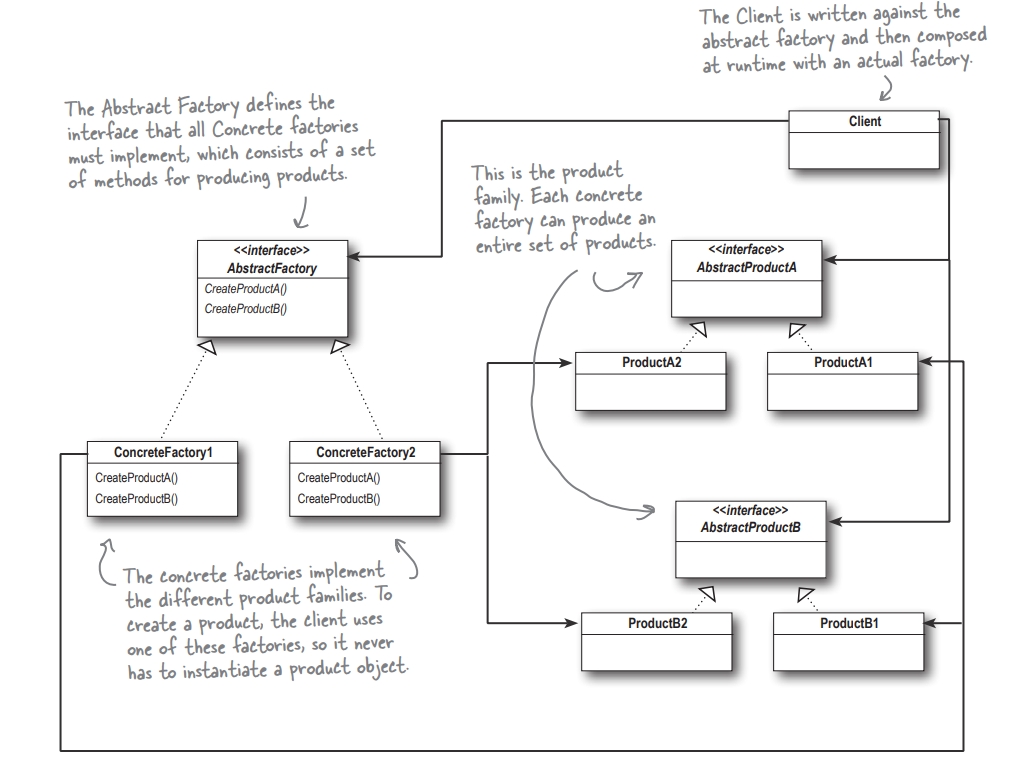 The Client is written against the
abstract factory and then composed
at runtime with an actual factory.
The Abstract Factory defines the
interface that all Concrete factories
must implement, which consists of a set
of methods for producing products.
Client
This is the product
family. Each concrete
factory can produce an
entire set of products.
<<interface>>
AbstractFactory
CreateProductA()
CreateProductB()
<<interface>>
AbstractProductA
ProductA2
ProductA1
ConcreteFactory1
CreateProductA()
CreateProductB()
ConcreteFactory2
CreateProductA()
CreateProductB()
<<interface>>
AbstractProductB
The concrete factories implement
the different product families. To
create a product, the client uses
one of these factories, so it never
has to instantiate a product object.
ProductB2
ProductB1